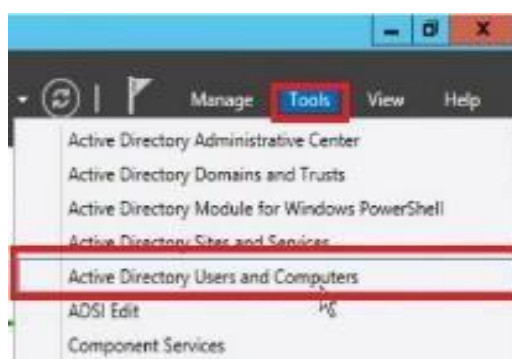 Manage Tools View Help
Active Directory Administrative Center
Active Directory Domains and Trusts
Active Directory Module for Windows PowerShell
Active Directory Sites and Services
Active Directory Users and Computers
ADSI Edit
Component Services